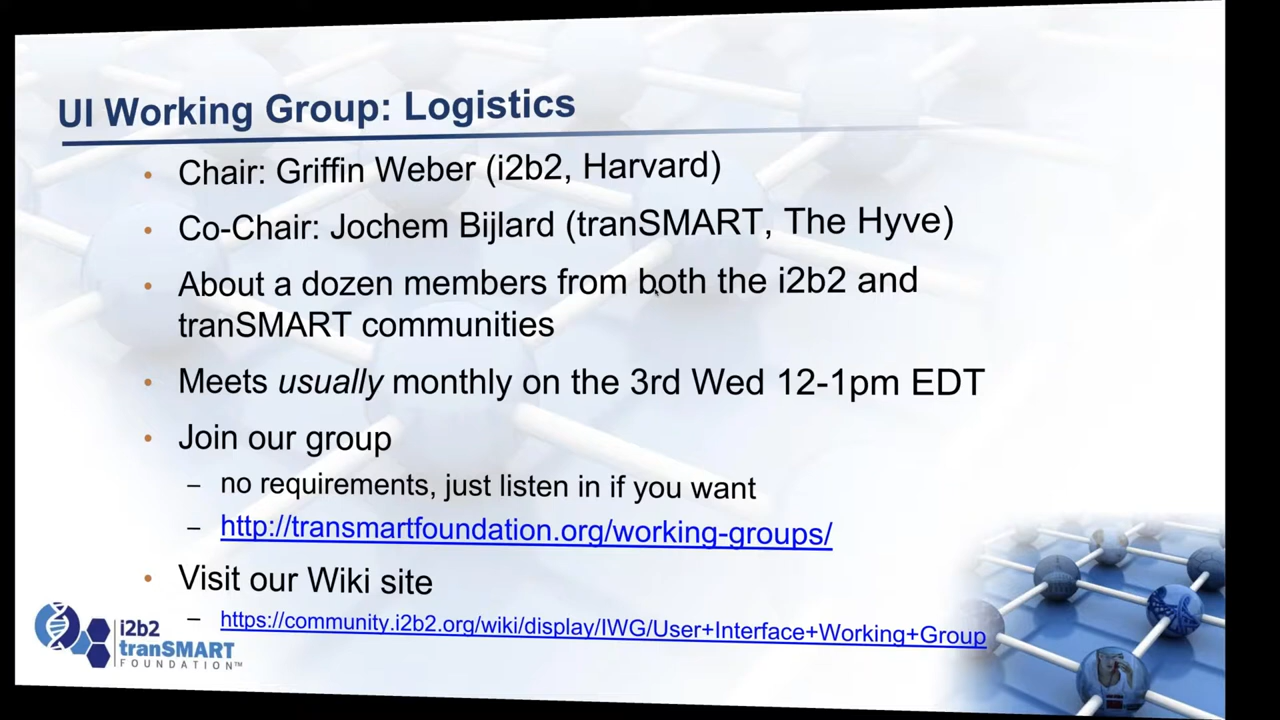 UI Working Group: Logistics
• Chair: Griffin Weber (i2b2, Harvard)
• Co-Chair: Jochem Bijlard (tranSMART, The Hyve)
• About a dozen members from both the i2b2 and
tranSMART communities
• Meets usually monthly on the 3rd Wed 12-1pm EDT
• Join our group
– no requirements, just listen in if you want
– http://transmartfoundation.org/working-groups/
• Visit our Wiki site
– https://community.i2b2.org/wiki/display/IWG/User+Interface+Working+Group
i2b2
tranSMART
FOUNDATION™